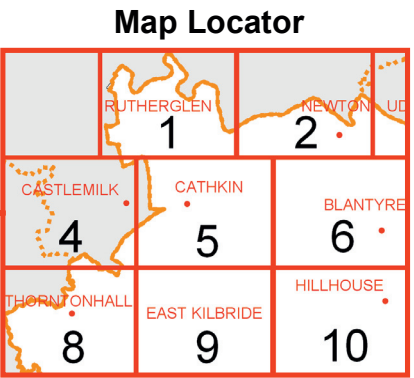 Map Locator
RUTHERGLEN
1
NEWTON
2
UD
CASTLEMILK
4
CATHKIN
5
BLANTYRE
6
THORNTONHALL
8
EAST KILBRIDE
9
HILLHOUSE
10